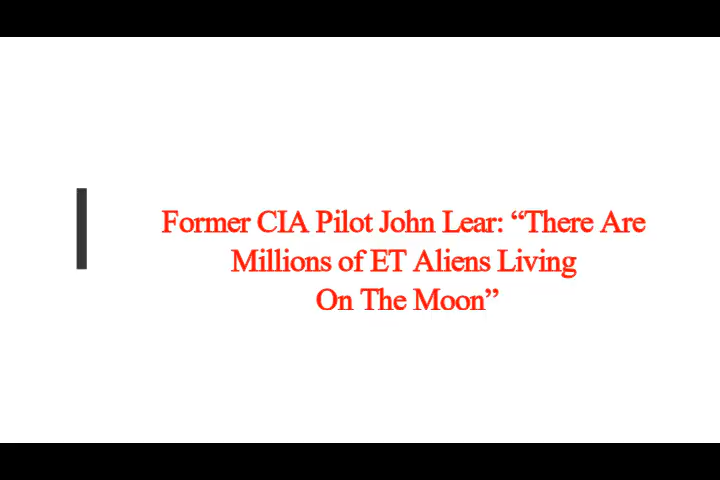 Former CIA Pilot John Lear: “There Are
Millions of ET Aliens Living
On The Moon”